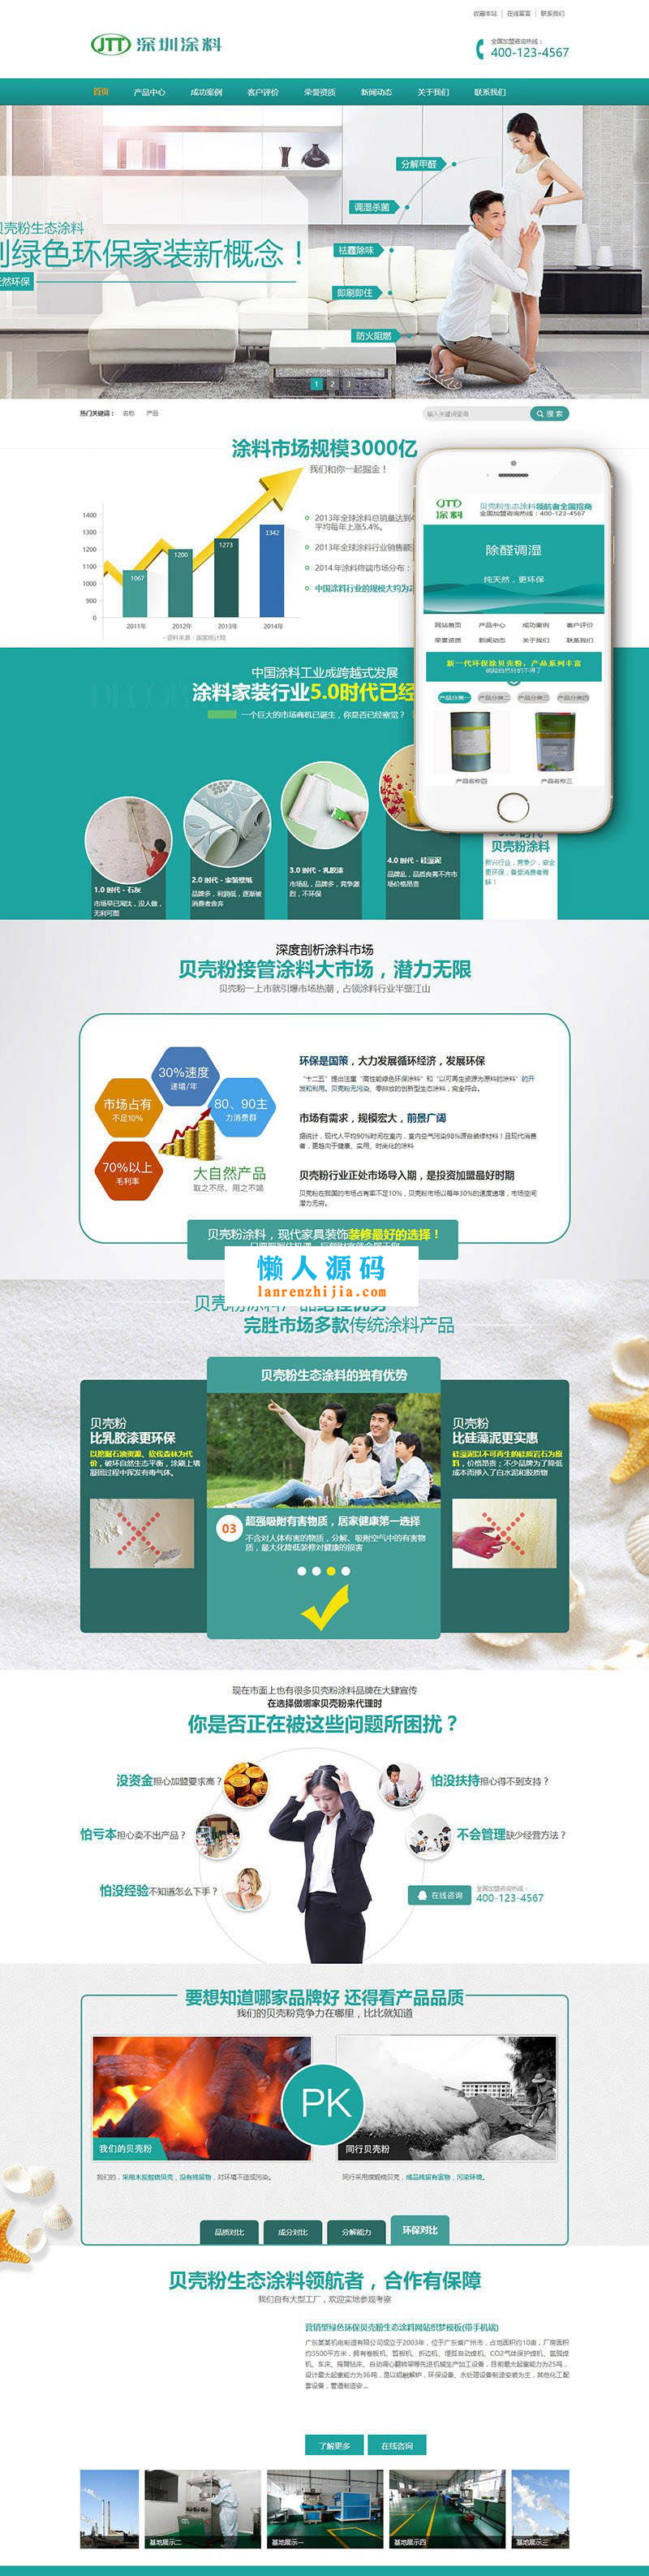 收藏本站 | 在线留言 | 联系我们
JTT 深圳涂料
全国加盟咨询热线：
400-123-4567
首页 产品中心 成功案例 客户评价 荣誉资质 新闻动态 关于我们 联系我们
分解甲醛
调湿杀菌
祛醛除味
即刷即住
防火阻燃
贝壳粉生态涂料
绿色环保家装新概念！
然环保
1 2 3
热门关键词： 名称 产品
输入关键词查询
搜 索
涂料市场规模3000亿
我们和你一起掘金！
1400
1300
1200
1100
1000
900
0
1067
1200
1273
1342
2011年 2012年 2013年 2014年
- 资料来源：国家统计局
2013年全球涂料总销量达到4
平均每年上涨5.4%。
2013年全球涂料行业销售额
2014年涂料终端市场分布：
中国涂料行业的规模大约为2
JTT
涂料
贝壳粉生态涂料领航者全国招商
全国加盟咨询热线：400-123-4567
除醛调湿
纯天然，更环保
网站首页 产品中心 成功案例 客户评价
荣誉资质 新闻动态 关于我们 联系我们
新一代环保涂贝壳粉，产品系列丰富
产品分类一 产品分类二 产品分类三 产品分类四
产品名称四
产品名称三
中国涂料工业成跨越式发展
涂料家装行业5.0时代已经
一个巨大的市场商机已诞生，你是否已经察觉？
1.0 时代 - 石灰
市场早已淘汰，没人做，
无利可图
2.0 时代 - 家装壁纸
品牌多，利润低，逐渐被
消费者舍弃
3.0 时代 - 乳胶漆
市场乱，品牌多，竞争激
烈，不环保
4.0 时代 - 硅藻泥
品牌乱，品质良莠不齐市
场价格昂贵
5.0 时代
贝壳粉涂料
新兴行业，竞争少，安全
更环保，备受消费者青
睐！
深度剖析涂料市场
贝壳粉接管涂料大市场，潜力无限
贝壳粉一上市就引爆市场热潮，占领涂料行业半壁江山
30%速度
递增/年
市场占有
不足10%
80、90主
力消费群
70%以上
毛利率
大自然产品
取之不尽，用之不竭
环保是国策，大力发展循环经济，发展环保
“十二五”提出注重“高性能绿色环保涂料”和“以可再生资源为原料的涂料”的开
发和利用。贝壳粉无污染、零释放的创新型生态涂料，完全符合。
市场有需求，规模宏大，前景广阔
据统计，现代人平均90%时间在室内，室内空气污染98%源自装修材料！且现代消费
者，更趋向于健康、实用、时尚化的涂料
贝壳粉行业正处市场导入期，是投资加盟最好时期
贝壳粉在我国的市场占有率不足10%，贝壳粉市场以每年30%的速度递增，市场空间
潜力无穷。
贝壳粉涂料，现代家具装饰装修最好的选择！
懒人源码
lanrenzhijia.com
完胜市场多款传统涂料产品
贝壳粉
比乳胶漆更环保
以挖掘石油资源、砍伐森林为代
价，破坏自然生态平衡，涂刷上墙
凝固过程中挥发有毒气体。
贝壳粉生态涂料的独有优势
03
超强吸附有害物质，居家健康第一选择
不含对人体有害的物质，分解、吸附空气中的有害物
质，最大化降低装修对健康的损害
贝壳粉
比硅藻泥更实惠
硅藻泥以不可再生的硅质岩石为原
料，价格昂贵；不少品牌为了降低
成本而掺入了白水泥和胶质物
现在市面上也有很多贝壳粉涂料品牌在大肆宣传
在选择做哪家贝壳粉来代理时
你是否正在被这些问题所困扰？
没资金担心加盟要求高？
怕没扶持担心得不到支持？
怕亏本担心卖不出产品？
不会管理缺少经营方法？
怕没经验不知道怎么下手？
在线咨询
全国加盟咨询热线：
400-123-4567
要想知道哪家品牌好 还得看产品品质
我们的贝壳粉竞争力在哪里，比比就知道
PK
我们的贝壳粉
同行贝壳粉
我们的，采用木炭煅烧贝壳，没有残留物，对环境不造成污染。
同行采用煤煅烧贝壳，成品残留有害物，污染环境。
品质对比 成分对比 分解能力 环保对比
贝壳粉生态涂料领航者，合作有保障
我们自有大型工厂，欢迎实地参观考察
营销型绿色环保贝壳粉生态涂料网站织梦模板(带手机端)
广东某某机电制造有限公司成立于2003年，位于广东省广州市，占地面积约10亩，厂房面积
约3500平方米，拥有卷板机、剪板机、折边机、埋弧自动焊机、CO2气体保护焊机、氩弧焊
机、车床、摇臂钻床、自动调心翻转架等先进机械生产加工设备，目前最大起重能力为25吨，
设计最大起重能力为36吨，是以铝融解炉，环保设备、水处理设备制造安装为主，其他化工配
套设备，管道制造安...
了解更多
在线咨询
基地展示二
基地展示一
基地展示四
基地展示三